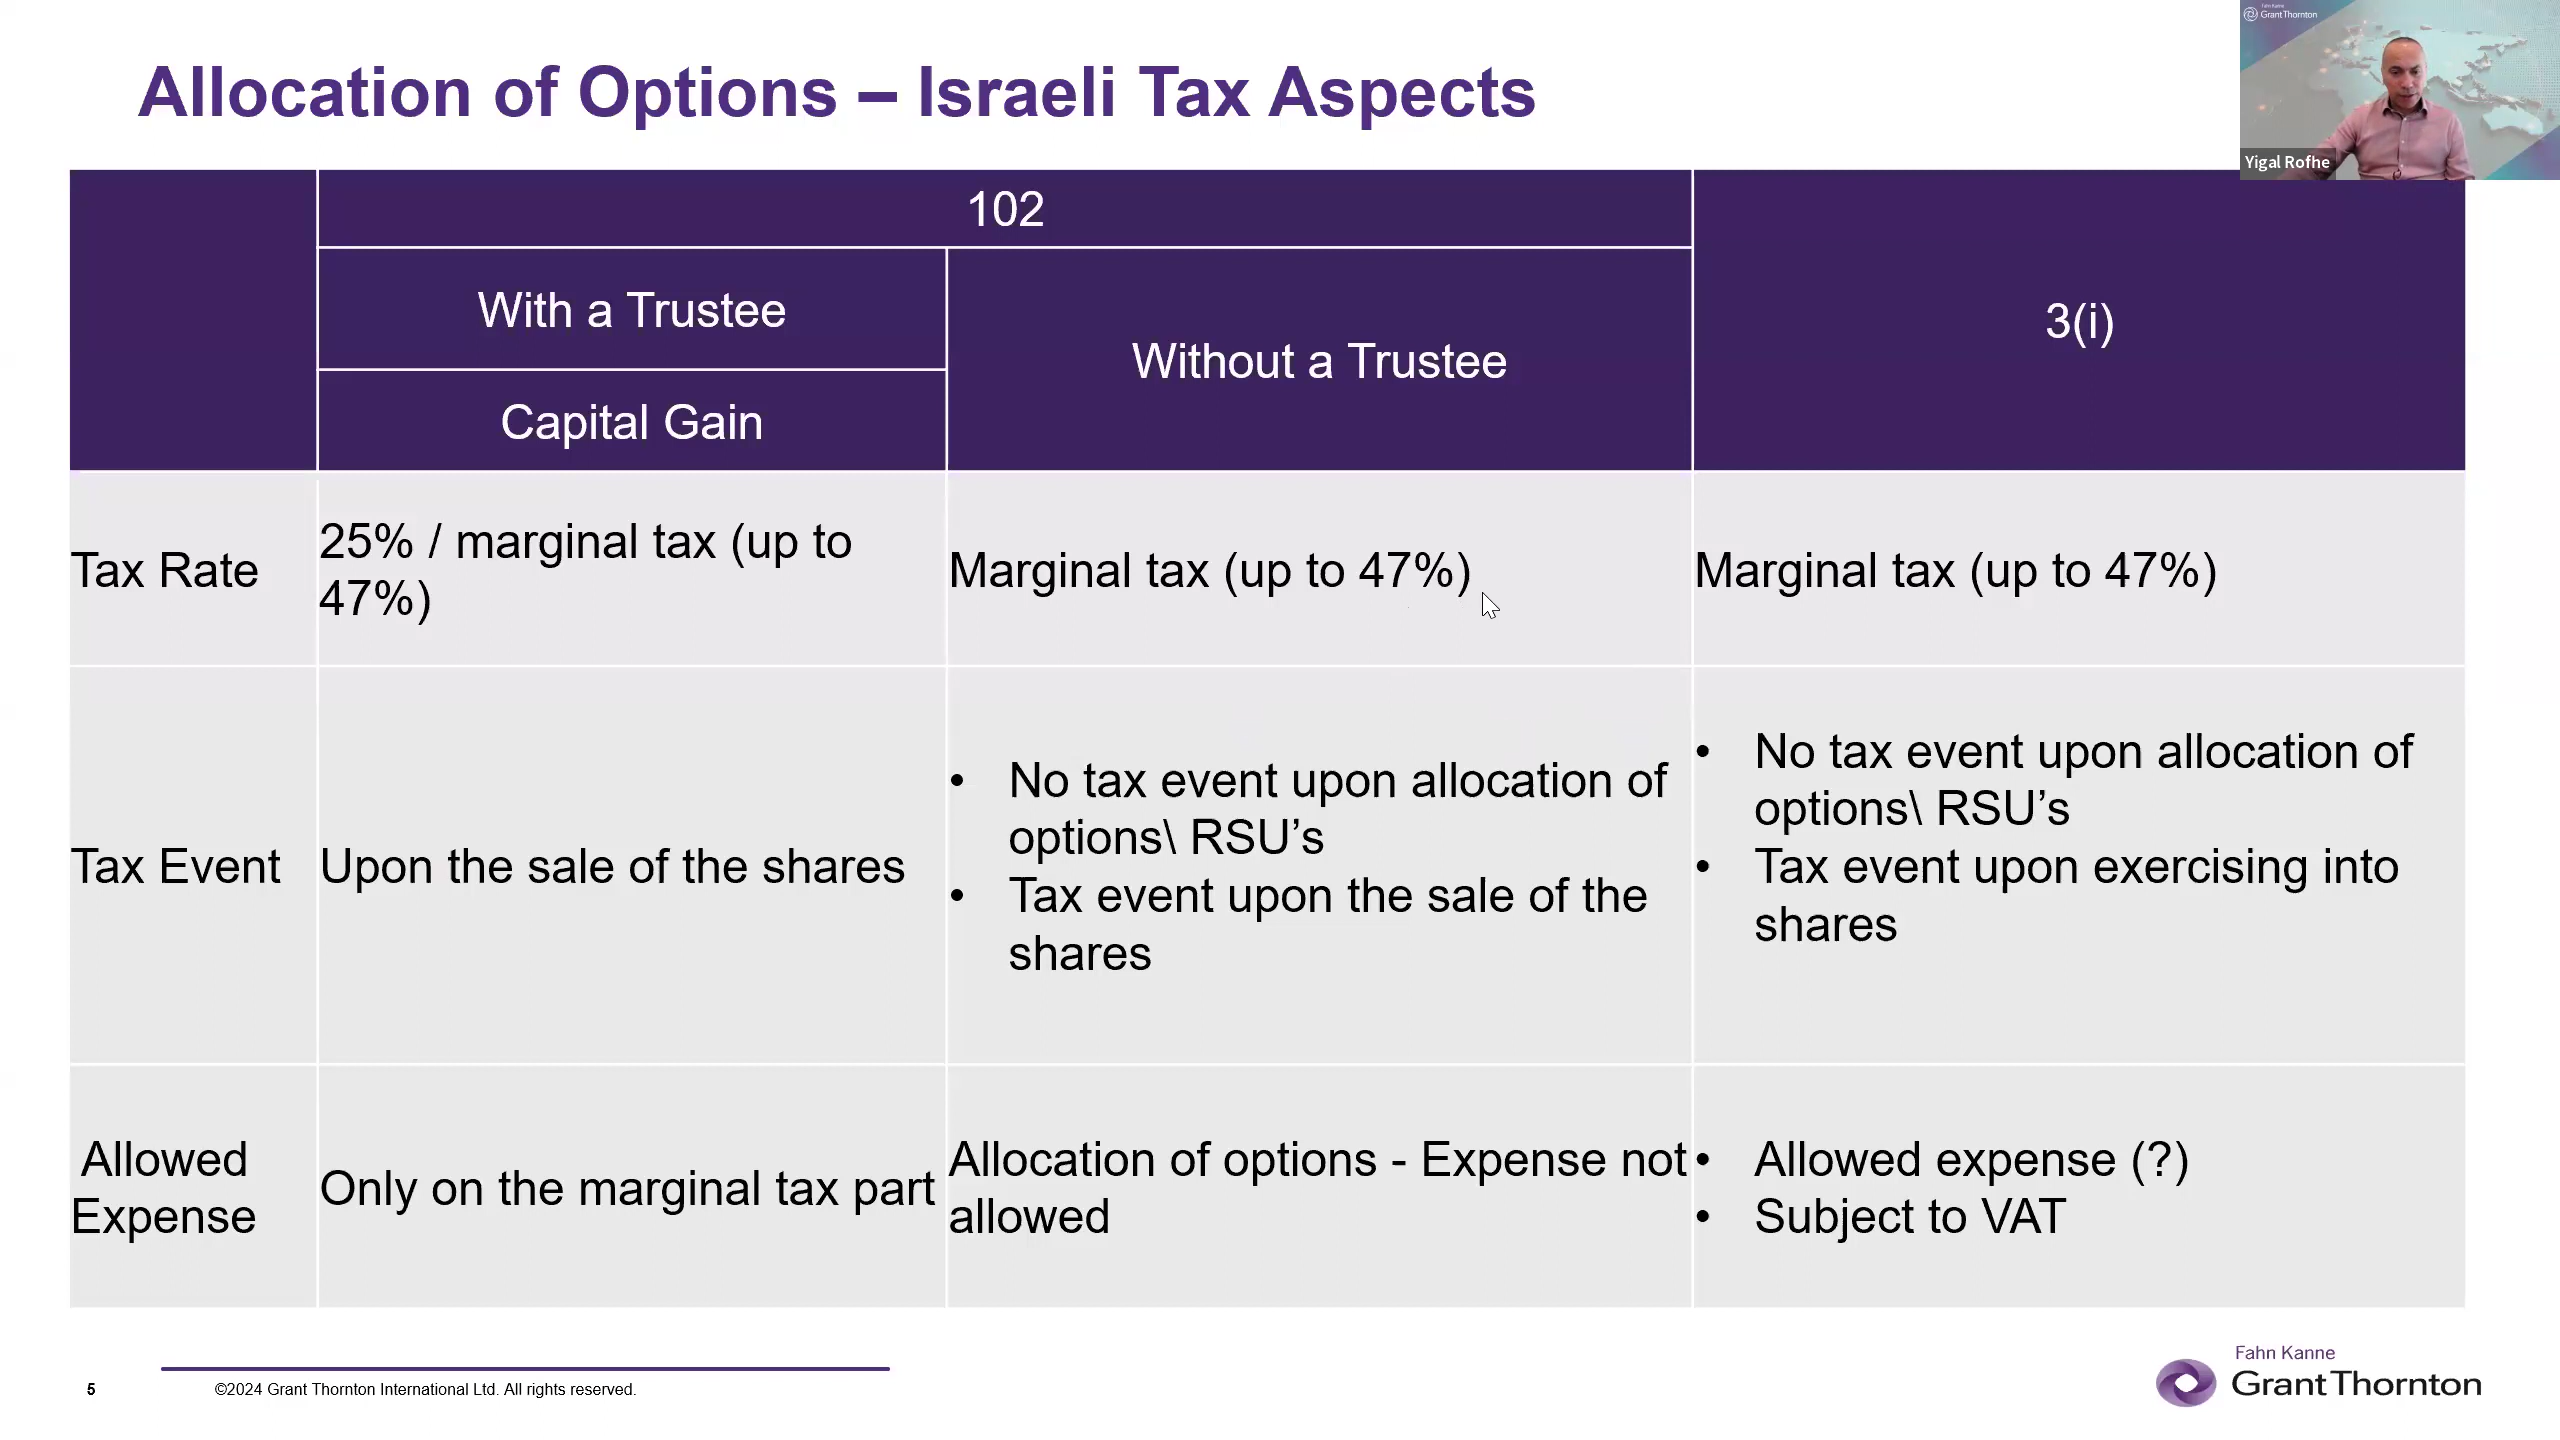 Allocation of Options – Israeli Tax Aspects
Fahn Kanne
GrantThornton
Yigal Rofhe
102
With a Trustee
Capital Gain
Without a Trustee
3(i)
Tax Rate
25% / marginal tax (up to
47%)
Marginal tax (up to 47%)
Marginal tax (up to 47%)
Tax Event
Upon the sale of the shares
• No tax event upon allocation of
options\ RSU’s
• Tax event upon the sale of the
shares
• No tax event upon allocation of
options\ RSU’s
• Tax event upon exercising into
shares
Allowed
Expense
Only on the marginal tax part
Allocation of options - Expense not
allowed
• Allowed expense (?)
• Subject to VAT
5
©2024 Grant Thornton International Ltd. All rights reserved.
Fahn Kanne
GrantThornton